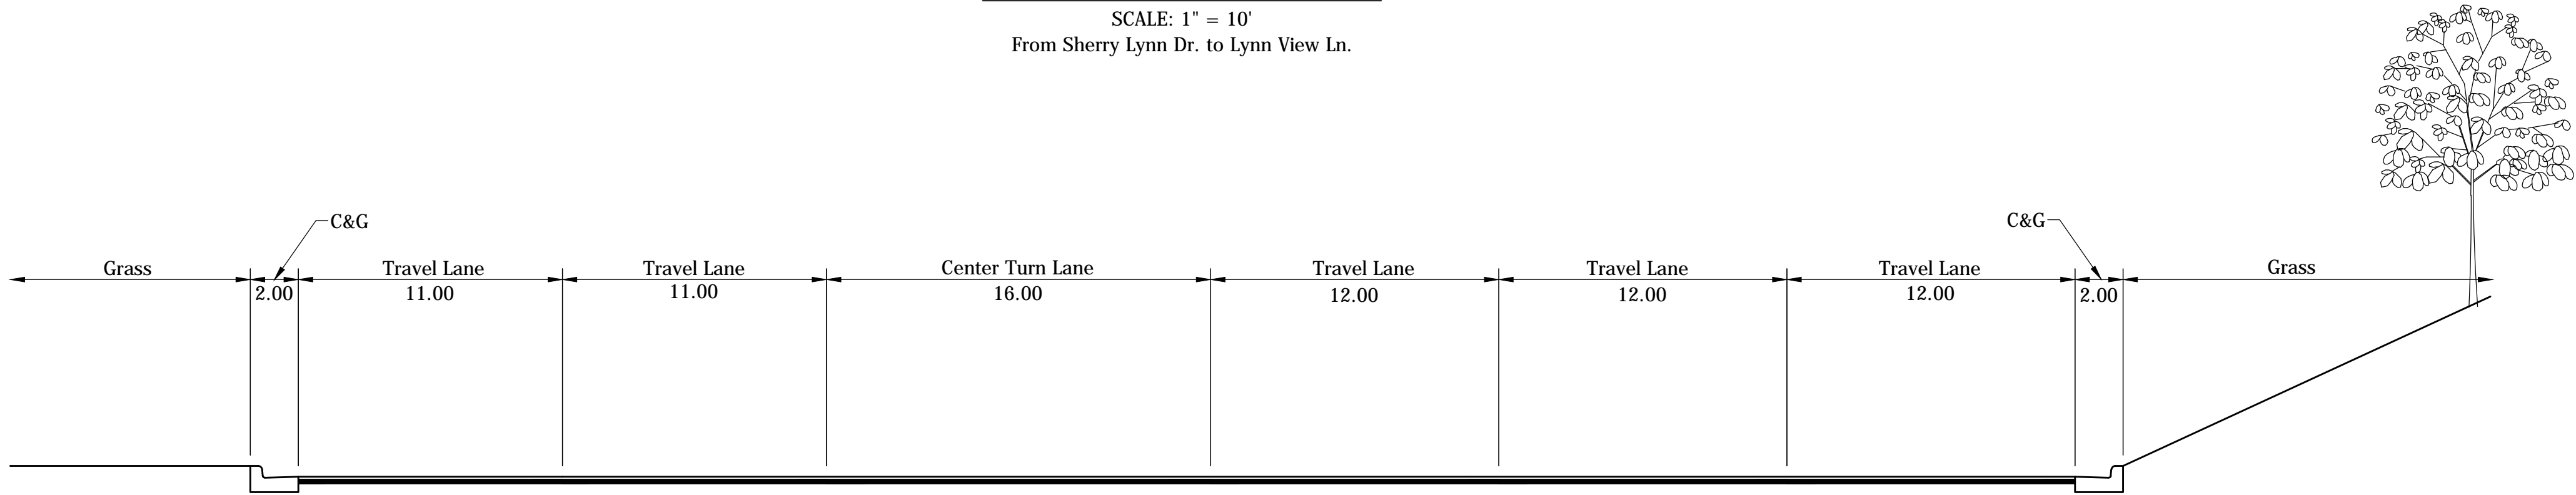 SCALE: 1" = 10'
From Sherry Lynn Dr. to Lynn View Ln.
C&G C&G
Grass Travel Lane Travel Lane Center Turn Lane Travel Lane Travel Lane Travel Lane Grass
2.00 11.00 11.00 16.00 12.00 12.00 12.00 2.00